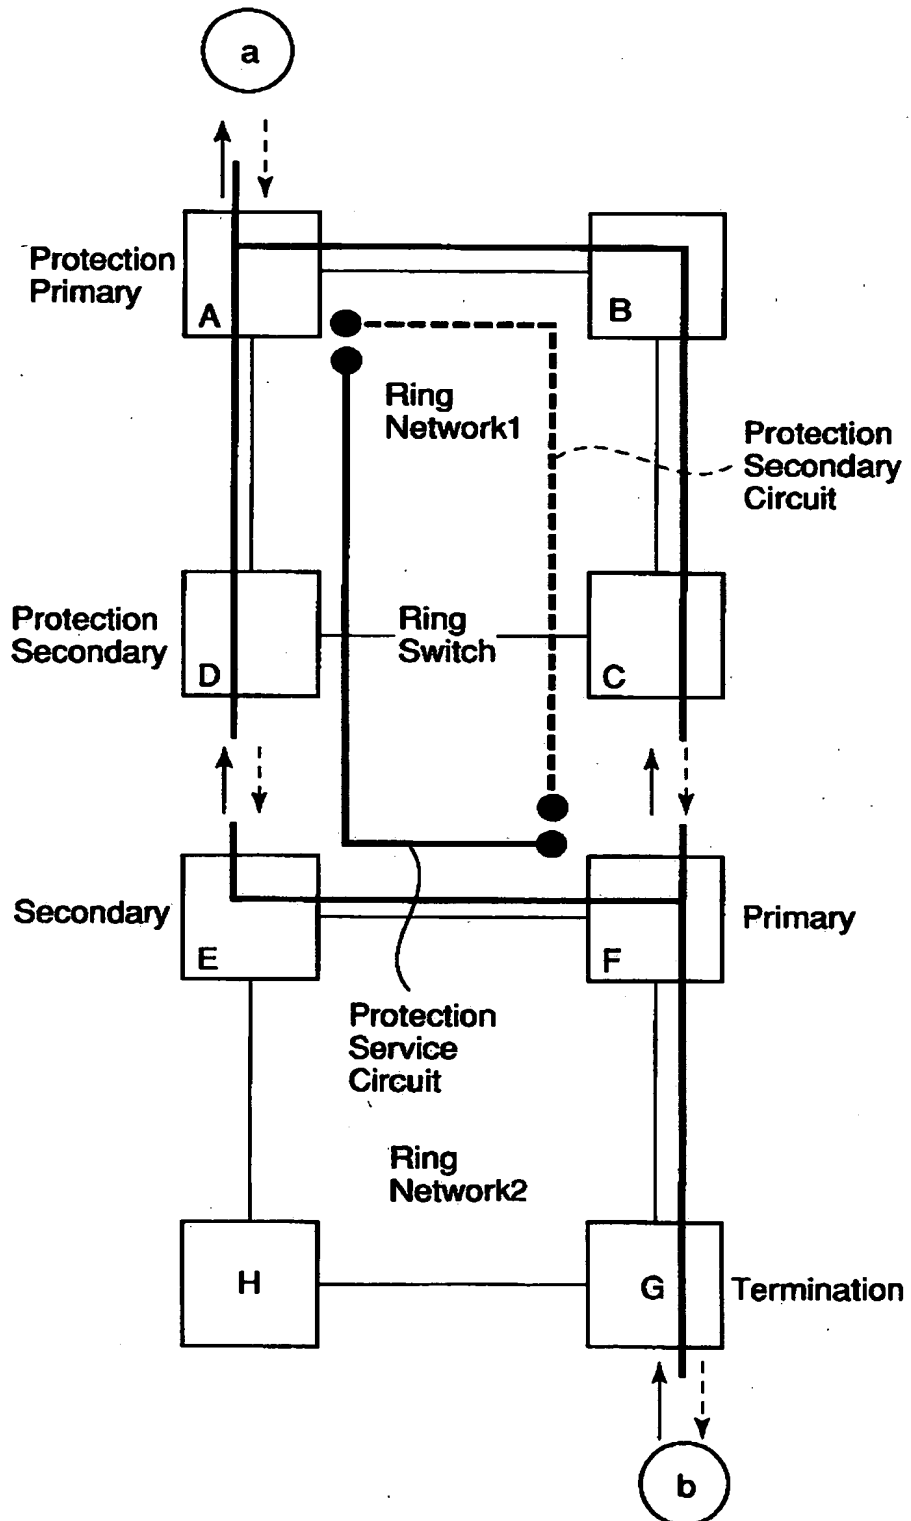 a
Protection
Primary
A
B
Ring
Network1
Protection
Secondary
Circuit
Protection
Secondary
D
Ring
Switch
C
Secondary
E
F
Primary
Protection
Service
Circuit
Ring
Network2
H
G
Termination
b